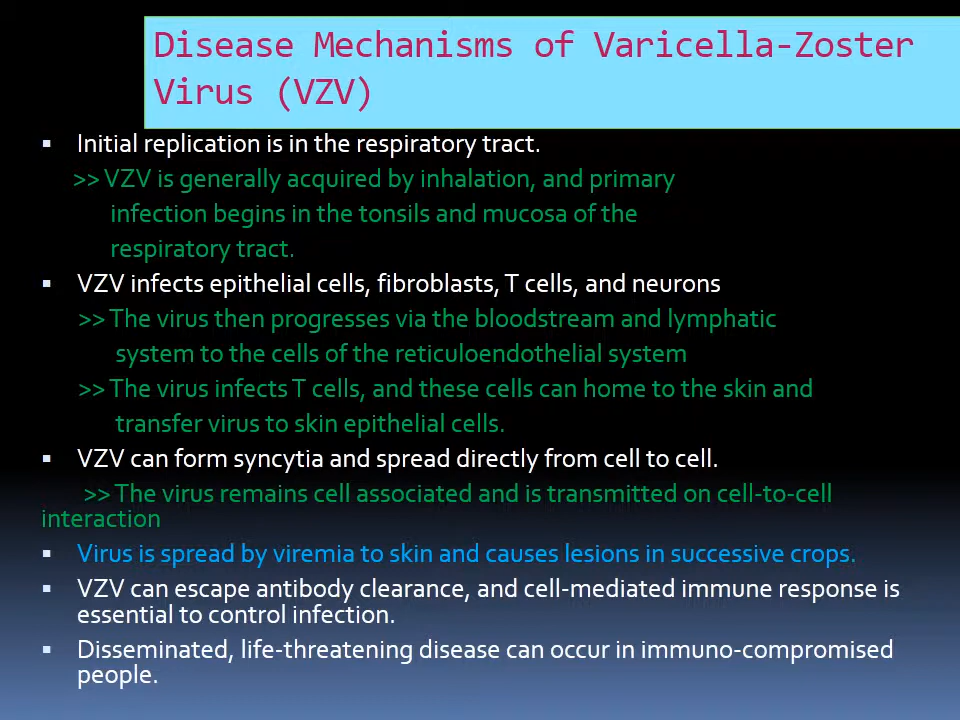 Disease Mechanisms of Varicella-Zoster
Virus (VZV)
▪ Initial replication is in the respiratory tract.
>> VZV is generally acquired by inhalation, and primary
infection begins in the tonsils and mucosa of the
respiratory tract.
▪ VZV infects epithelial cells, fibroblasts, T cells, and neurons
>> The virus then progresses via the bloodstream and lymphatic
system to the cells of the reticuloendothelial system
>> The virus infects T cells, and these cells can home to the skin and
transfer virus to skin epithelial cells.
▪ VZV can form syncytia and spread directly from cell to cell.
>> The virus remains cell associated and is transmitted on cell-to-cell
interaction
▪ Virus is spread by viremia to skin and causes lesions in successive crops.
▪ VZV can escape antibody clearance, and cell-mediated immune response is
essential to control infection.
▪ Disseminated, life-threatening disease can occur in immuno-compromised
people.